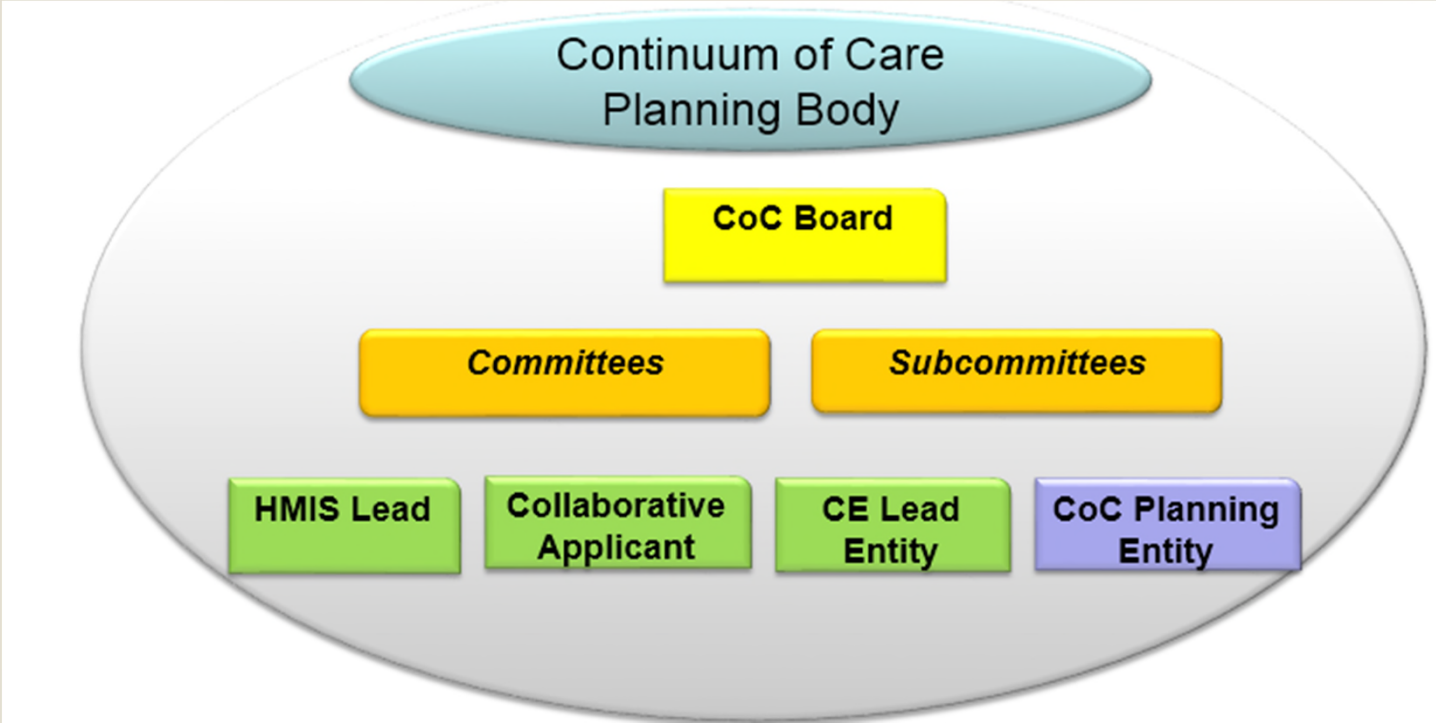 Continuum of Care
Planning Body
CoC Board
Committees
Subcommittees
HMIS Lead
Collaborative
Applicant
CE Lead
Entity
CoC Planning
Entity